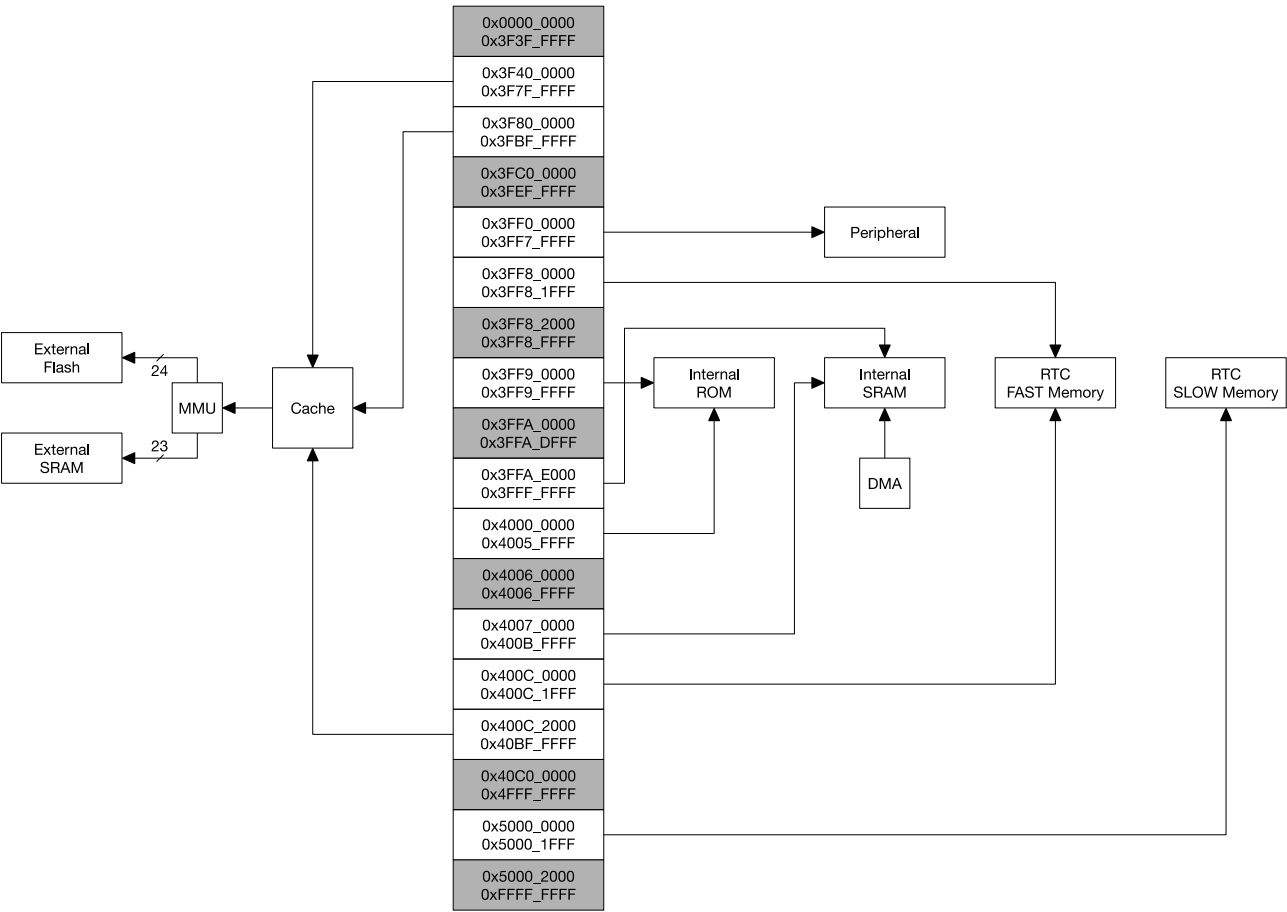 0x0000_0000
0x3F3F_FFFF
0x3F40_0000
0x3F7F_FFFF
0x3F80_0000
0x3FBF_FFFF
0x3FC0_0000
0x3FEF_FFFF
0x3FF0_0000
0x3FF7_FFFF
Peripheral
0x3FF8_0000
0x3FF8_1FFF
0x3FF8_2000
0x3FF8_FFFF
External
Flash
24
0x3FF9_0000
0x3FF9_FFFF
Internal
ROM
Internal
SRAM
RTC
FAST Memory
RTC
SLOW Memory
MMU
Cache
0x3FFA_0000
0x3FFA_DFFF
External
SRAM
23
0x3FFA_E000
0x3FFF_FFFF
DMA
0x4000_0000
0x4005_FFFF
0x4006_0000
0x4006_FFFF
0x4007_0000
0x400B_FFFF
0x400C_0000
0x400C_1FFF
0x400C_2000
0x40BF_FFFF
0x40C0_0000
0x4FFF_FFFF
0x5000_0000
0x5000_1FFF
0x5000_2000
0xFFFF_FFFF